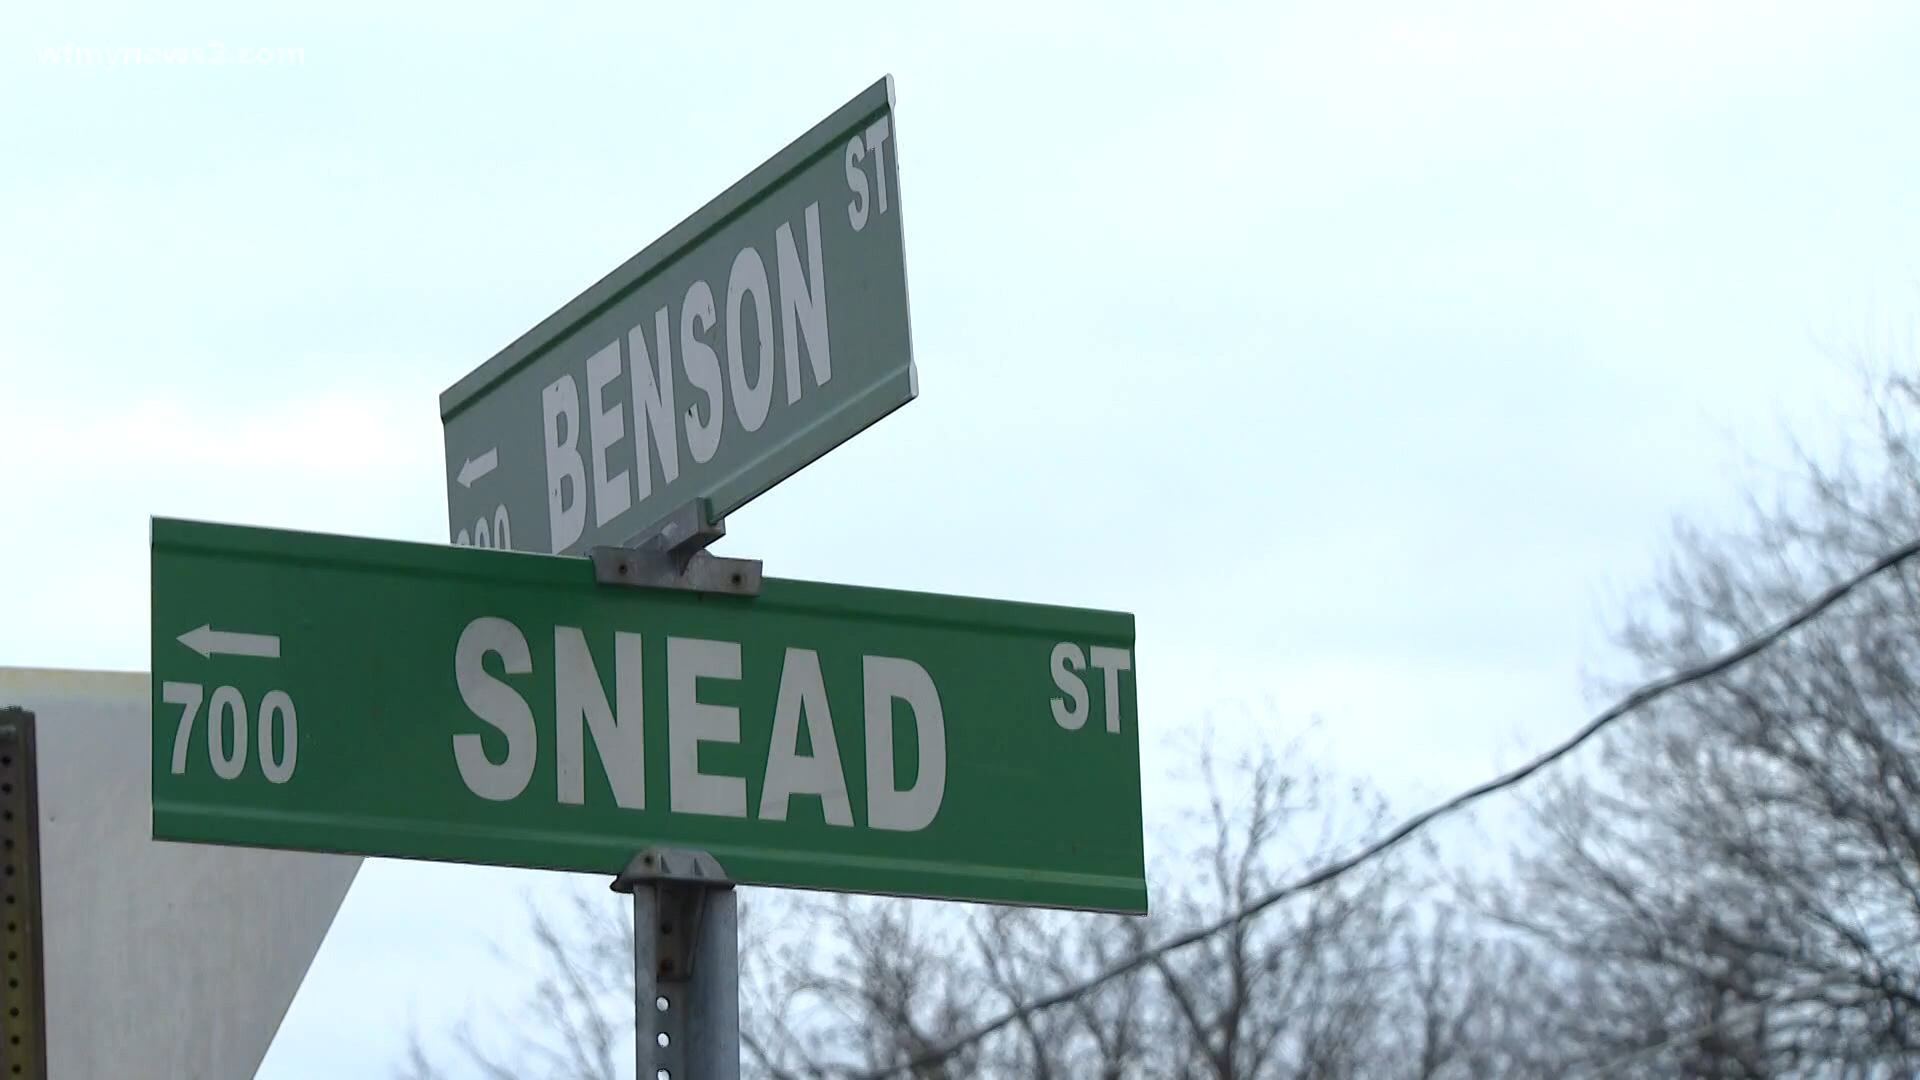 wfmynews2.com
BENSON ST
←
SNEAD ST
← 700